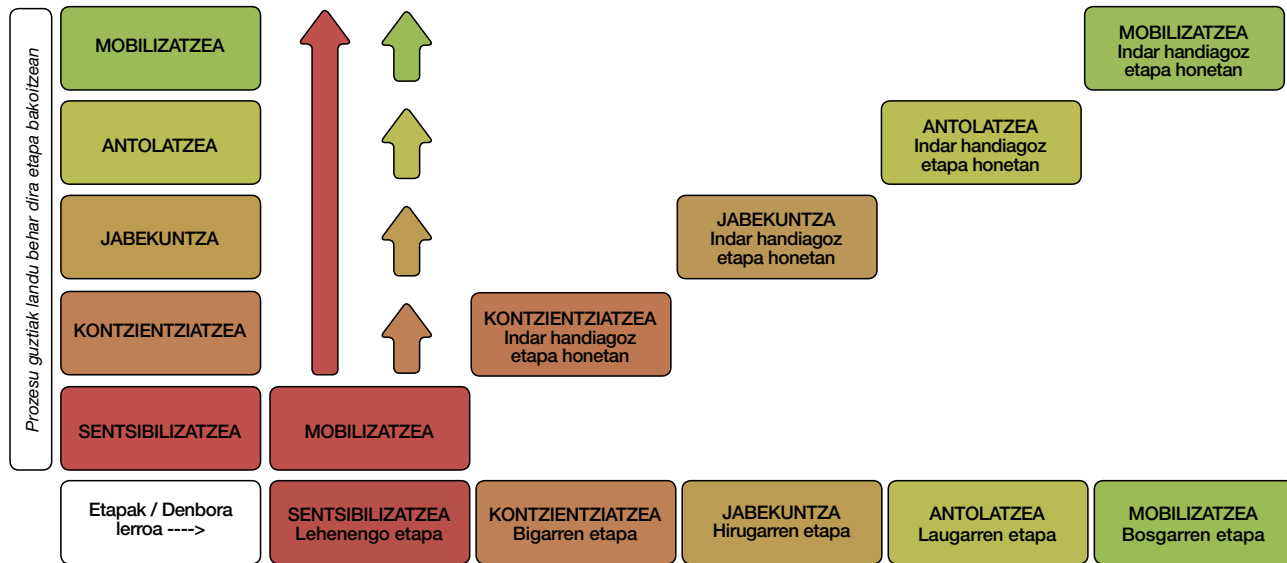 Prozesu guztiak landu behar dira etapa bakoitzean
MOBILIZATZEA
MOBILIZATZEA
Indar handiagoz
etapa honetan
ANTOLATZEA
ANTOLATZEA
Indar handiagoz
etapa honetan
JABEKUNTZA
JABEKUNTZA
Indar handiagoz
etapa honetan
KONTZIENTZIATZEA
KONTZIENTZIATZEA
Indar handiagoz
etapa honetan
SENTSIBILIZATZEA
MOBILIZATZEA
Etapak / Denbora
lerroa ---->
SENTSIBILIZATZEA
Lehenengo etapa
KONTZIENTZIATZEA
Bigarren etapa
JABEKUNTZA
Hirugarren etapa
ANTOLATZEA
Laugarren etapa
MOBILIZATZEA
Bosgarren etapa